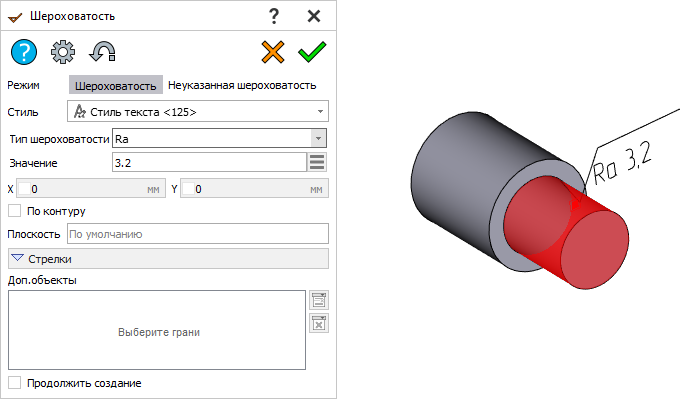 Шероховатость ?
?
Режим Шероховатость Неуказанная шероховатость
Стиль Стиль текста <125>
Тип шероховатости Ra
Значение 3.2
X 0 мм Y 0 мм
По контуру
Плоскость По умолчанию
Стрелки
Доп.объекты
Выберите грани
Продолжить создание
Ra 3,2